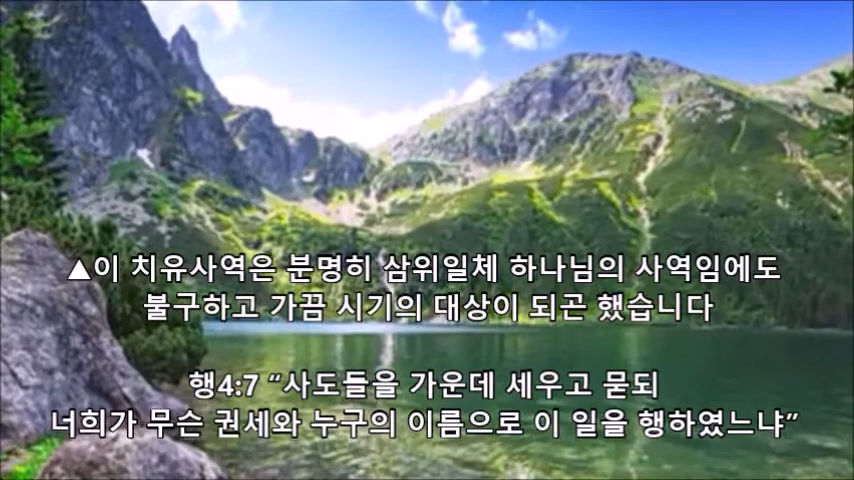 ▲이 치유사역은 분명히 삼위일체 하나님의 사역임에도
불구하고 가끔 시기의 대상이 되곤 했습니다
행4:7 “사도들을 가운데 세우고 묻되
너희가 무슨 권세와 누구의 이름으로 이 일을 행하였느냐”